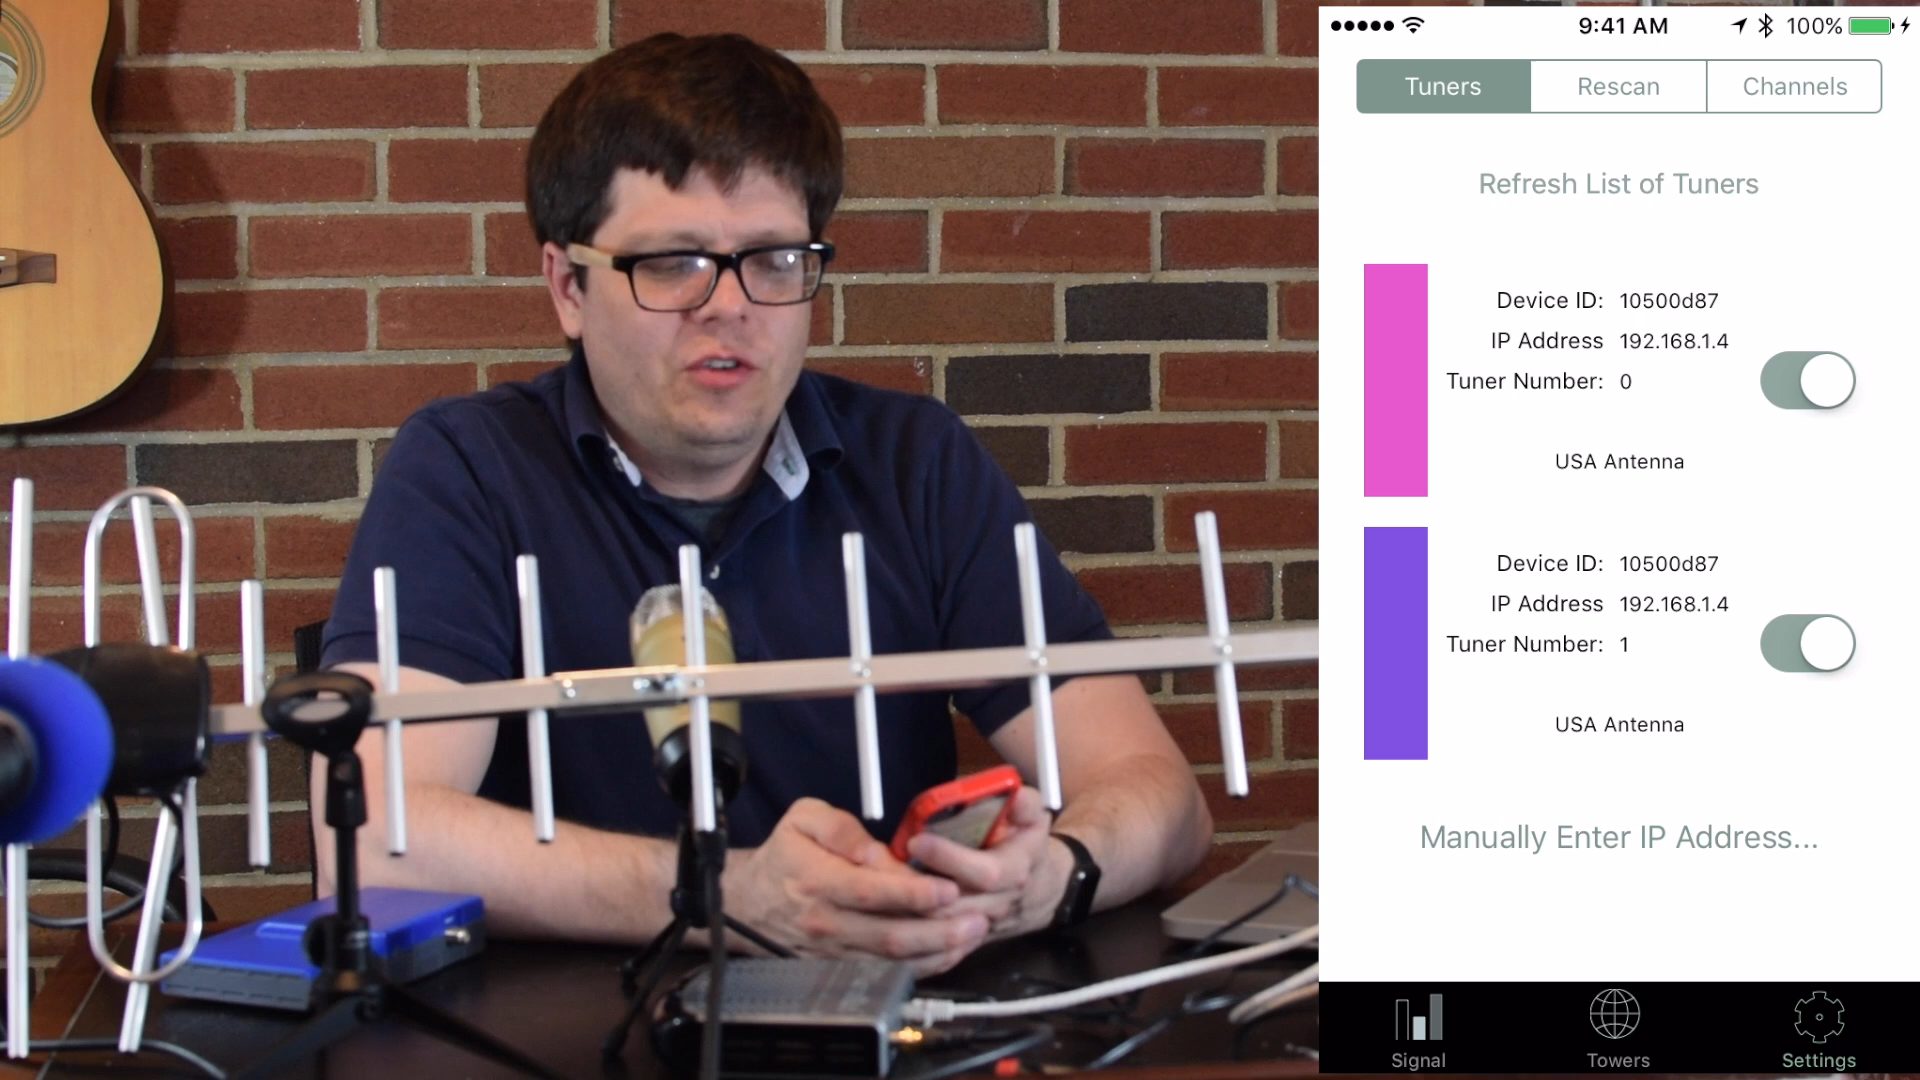 9:41 AM 100%
Tuners Rescan Channels
Refresh List of Tuners
Device ID: 10500d87
IP Address 192.168.1.4
Tuner Number: 0
USA Antenna
Device ID: 10500d87
IP Address 192.168.1.4
Tuner Number: 1
USA Antenna
Manually Enter IP Address...
Signal Towers Settings